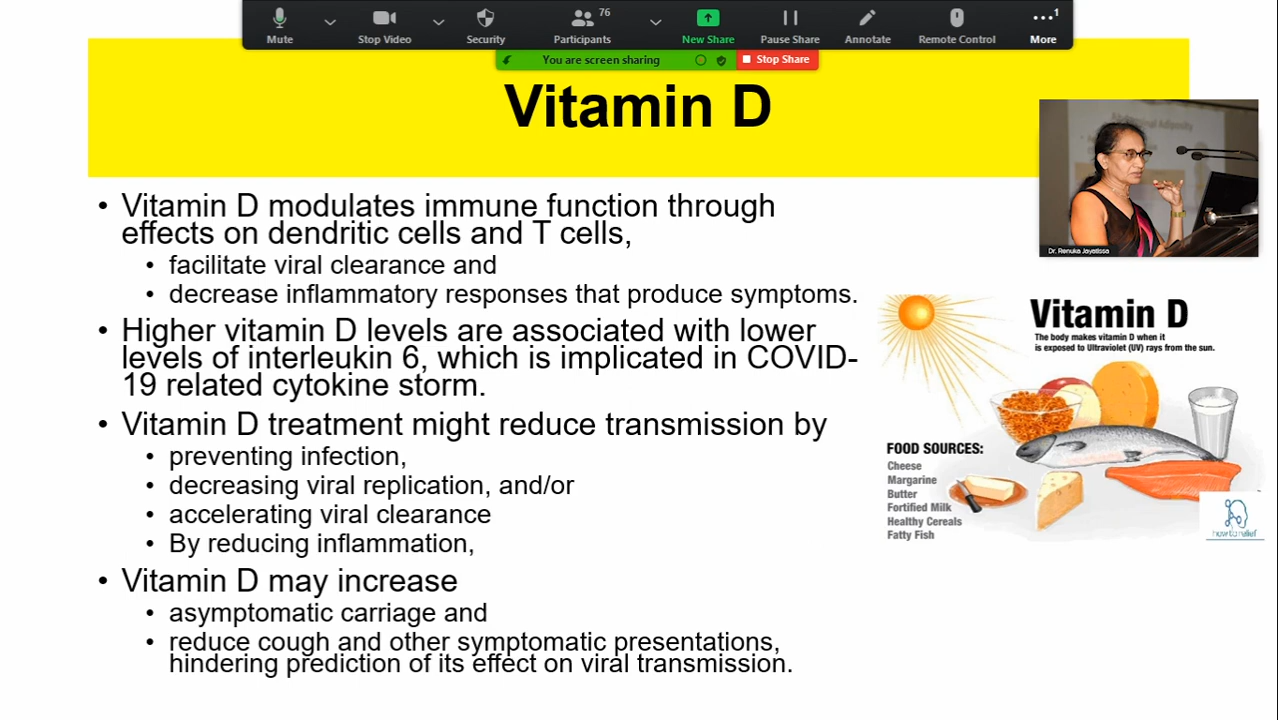 76
1
Mute
Stop Video
Security
Participants
New Share
Pause Share
Annotate
Remote Control
More
You are screen sharing
Stop Share
Vitamin D
Dr. Renuka Jayatissa
• Vitamin D modulates immune function through
effects on dendritic cells and T cells,
• facilitate viral clearance and
• decrease inflammatory responses that produce symptoms.
• Higher vitamin D levels are associated with lower
levels of interleukin 6, which is implicated in COVID-
19 related cytokine storm.
• Vitamin D treatment might reduce transmission by
• preventing infection,
• decreasing viral replication, and/or
• accelerating viral clearance
• By reducing inflammation,
• Vitamin D may increase
• asymptomatic carriage and
• reduce cough and other symptomatic presentations,
hindering prediction of its effect on viral transmission.
Vitamin D
The body makes vitamin D when it
is exposed to Ultraviolet (UV) rays from the sun.
FOOD SOURCES:
Cheese
Margarine
Butter
Fortified Milk
Healthy Cereals
Fatty Fish
how to relief